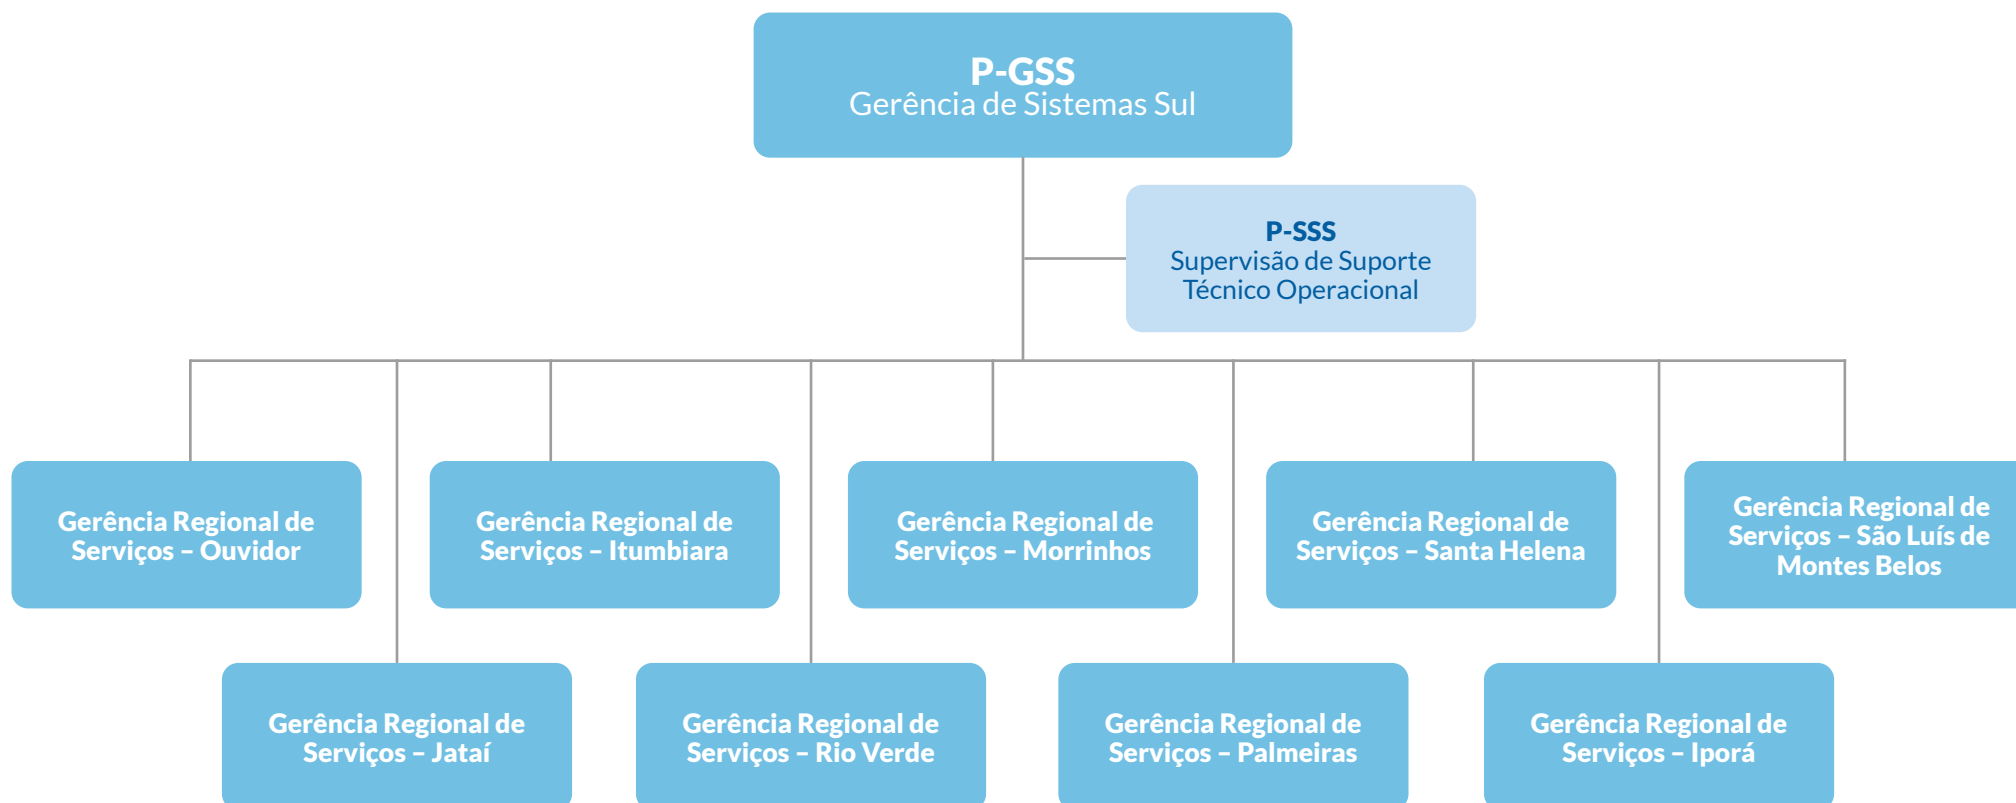 P-GSS
Gerência de Sistemas Sul
P-SSS
Supervisão de Suporte
Técnico Operacional
Gerência Regional de
Serviços – Ouvidor
Gerência Regional de
Serviços – Itumbiara
Gerência Regional de
Serviços – Morrinhos
Gerência Regional de
Serviços – Santa Helena
Gerência Regional de
Serviços – São Luís de
Montes Belos
Gerência Regional de
Serviços – Jataí
Gerência Regional de
Serviços – Rio Verde
Gerência Regional de
Serviços – Palmeiras
Gerência Regional de
Serviços – Iporá